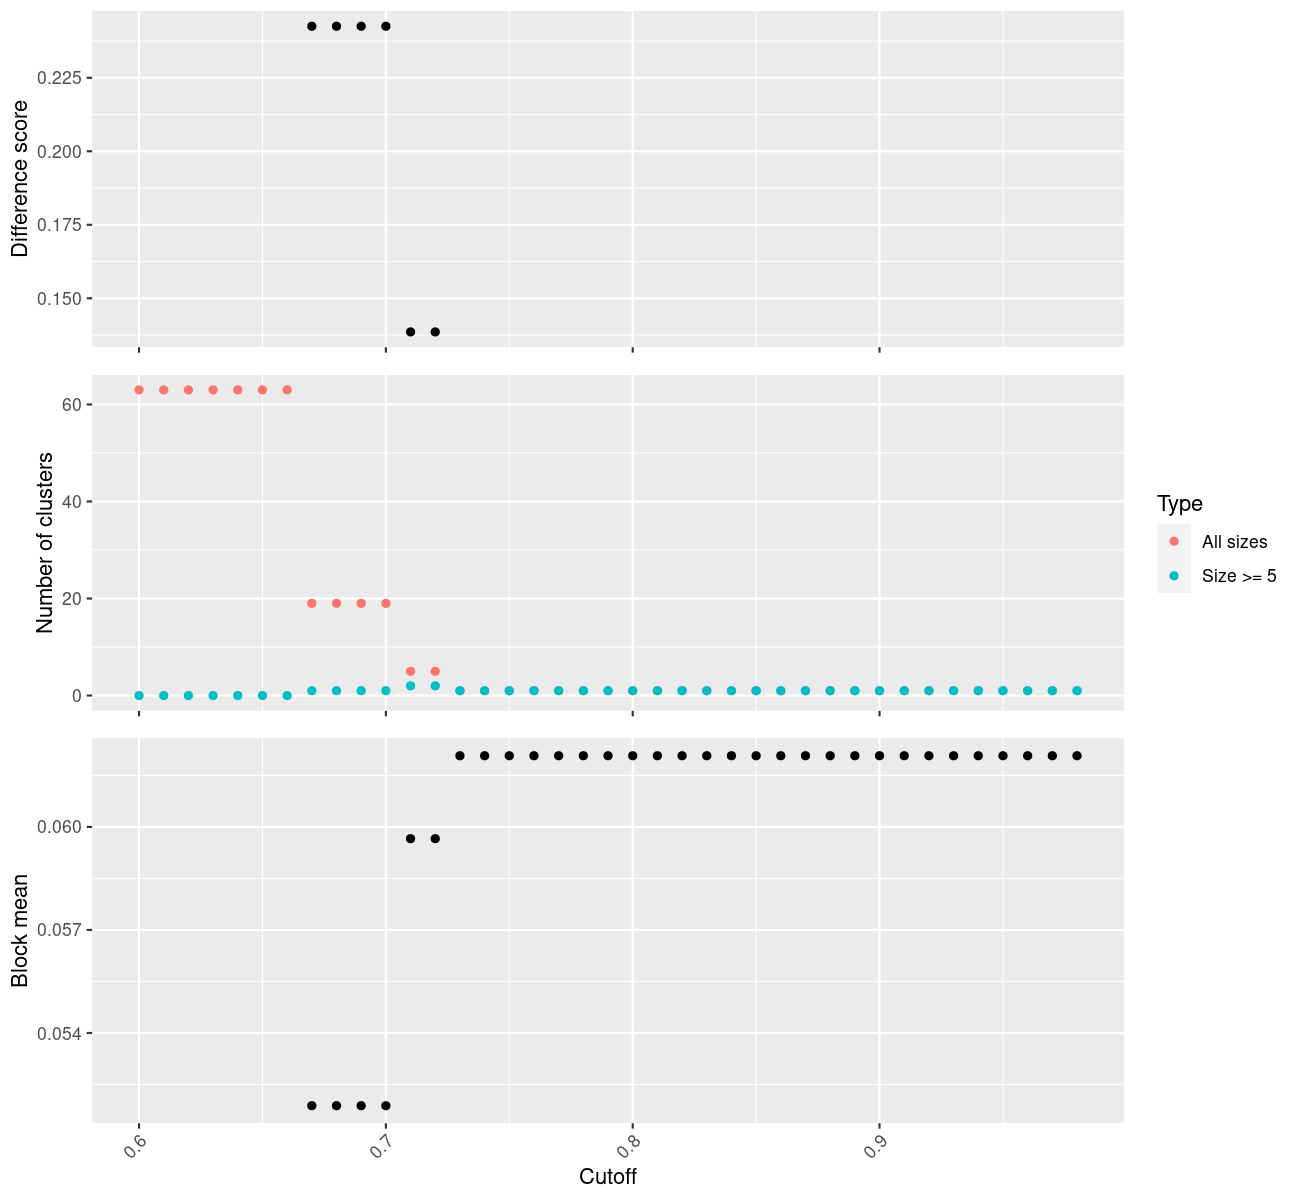 Difference score
0.225
0.200
0.175
0.150
Number of clusters
60
40
20
0
Type
All sizes
Size >= 5
Block mean
0.060
0.057
0.054
0.6
0.7
0.8
0.9
Cutoff